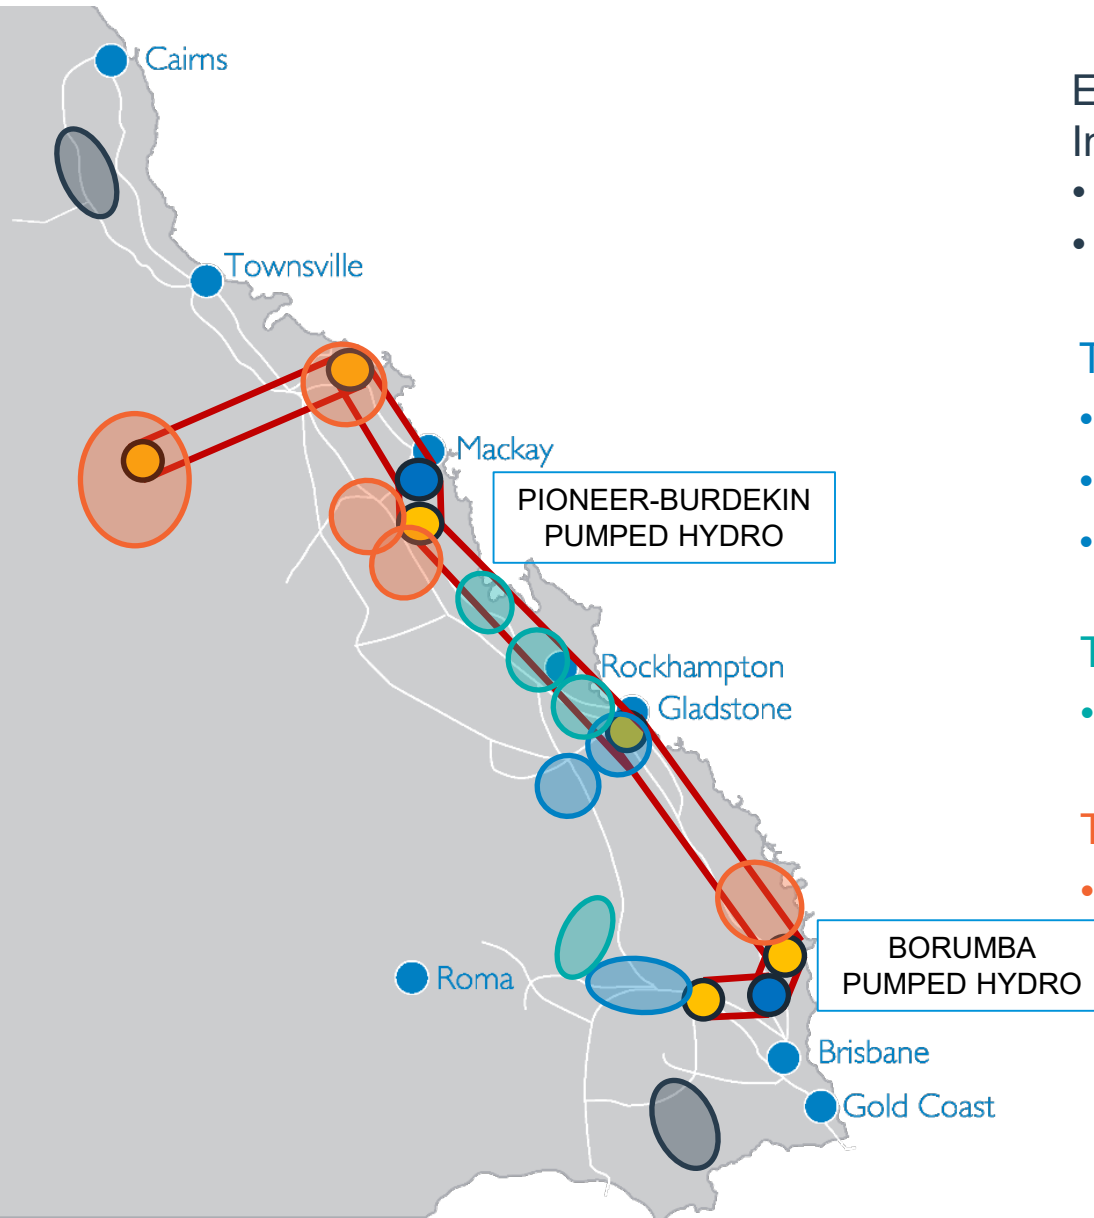 Cairns
Townsville
Mackay
PIONEER-BURDEKIN
PUMPED HYDRO
Rockhampton
Gladstone
BORUMBA
PUMPED HYDRO
Roma
Brisbane
Gold Coast